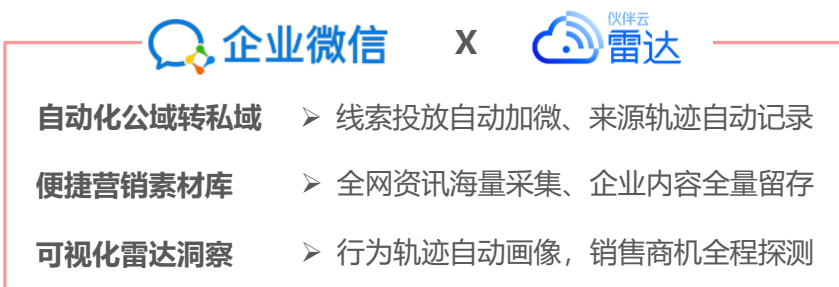 企业微信 X 伙伴云
雷达
自动化公域转私域 ➢ 线索投放自动加微、来源轨迹自动记录
便捷营销素材库 ➢ 全网资讯海量采集、企业内容全量留存
可视化雷达洞察 ➢ 行为轨迹自动画像，销售商机全程探测